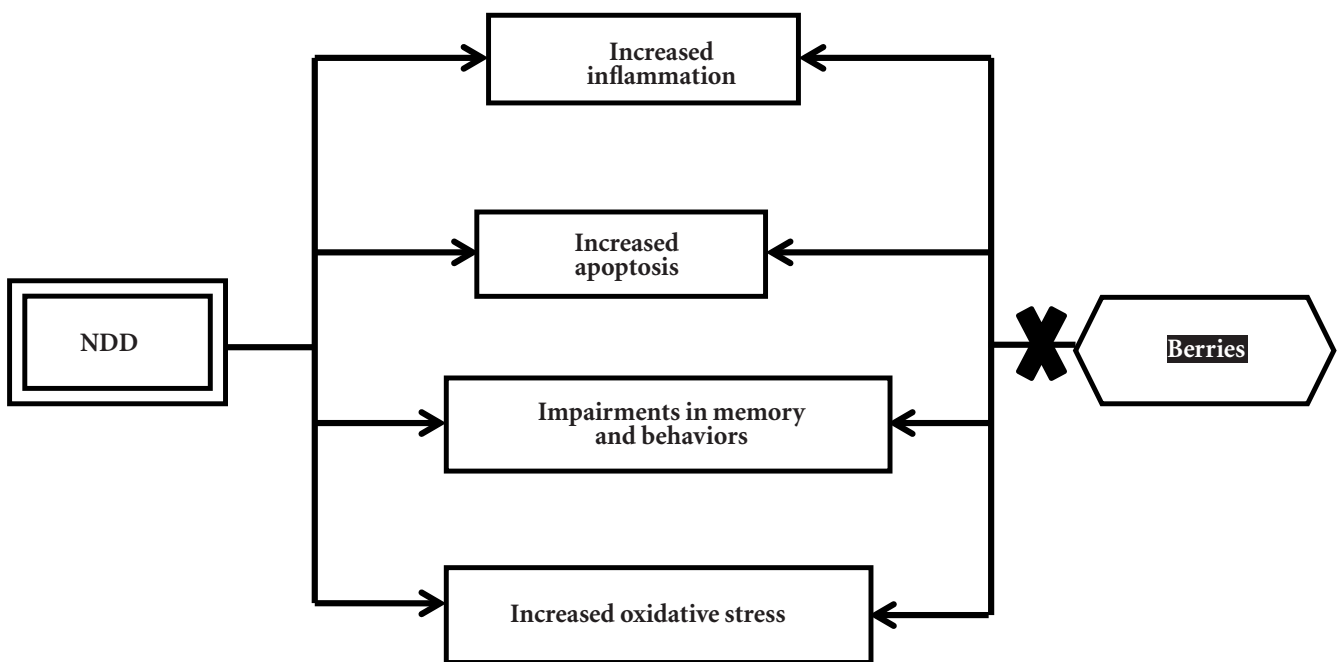 Increased
inflammation
Increased
apoptosis
NDD
Berries
Impairments in memory
and behaviors
Increased oxidative stress